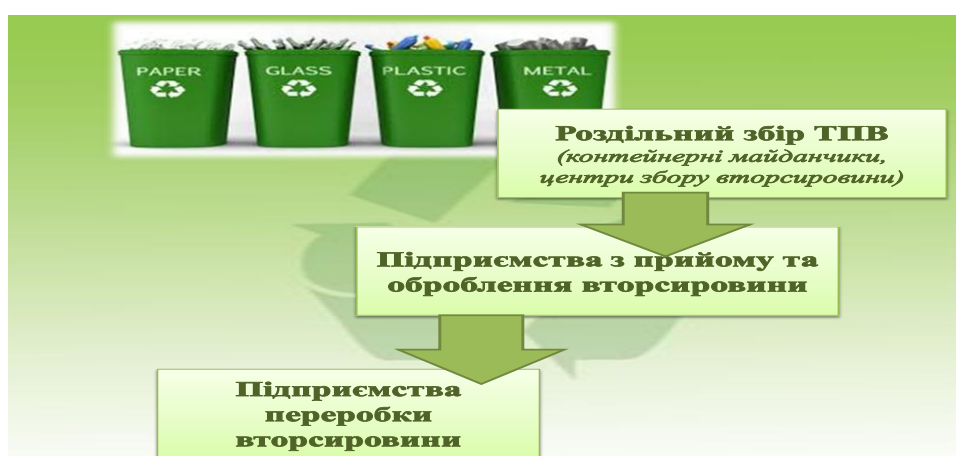 PAPER
GLASS
PLASTIC
METAL
Роздільний збір ТПВ
(контейнерні майданчики,
центри збору вторсировини)
Підприємства з прийому та
оброблення вторсировини
Підприємства
переробки
вторсировини